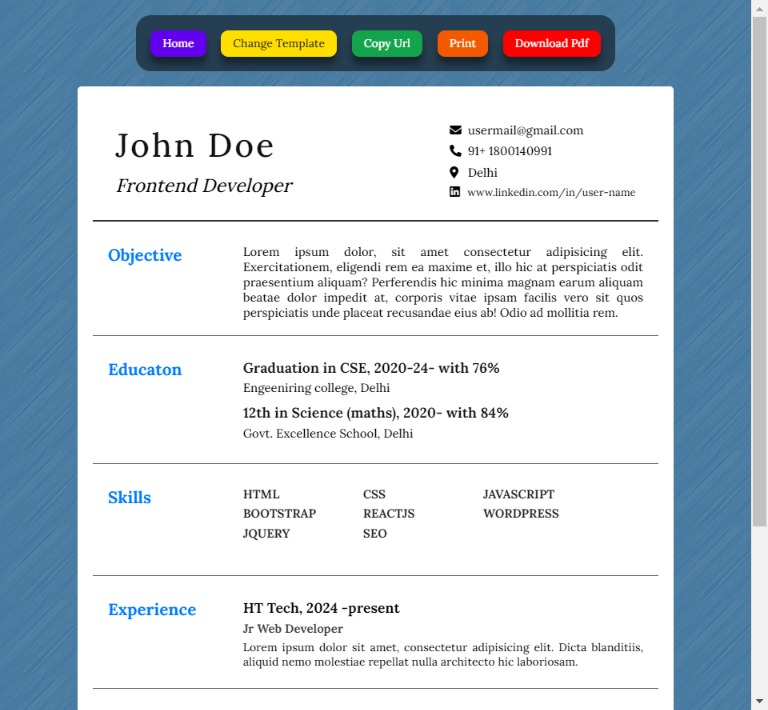 Home Change Template Copy Url Print Download Pdf
John Doe
Frontend Developer
usermail@gmail.com
91+ 1800140991
Delhi
www.linkedin.com/in/user-name
Objective
Lorem ipsum dolor, sit amet consectetur adipisicing elit.
Exercitationem, eligendi rem ea maxime et, illo hic at perspiciatis odit
praesentium aliquam? Perferendis hic minima magnam earum aliquam
beatae dolor impedit at, corporis vitae ipsam facilis vero sit quos
perspiciatis unde placeat recusandae eius ab! Odio ad mollitia rem.
Educaton
Graduation in CSE, 2020-24- with 76%
Engeeniring college, Delhi
12th in Science (maths), 2020- with 84%
Govt. Excellence School, Delhi
Skills
HTML CSS JAVASCRIPT
BOOTSTRAP REACTJS WORDPRESS
JQUERY SEO
Experience
HT Tech, 2024 -present
Jr Web Developer
Lorem ipsum dolor sit amet, consectetur adipisicing elit. Dicta blanditiis,
aliquid nemo molestiae repellat nulla architecto hic laboriosam.